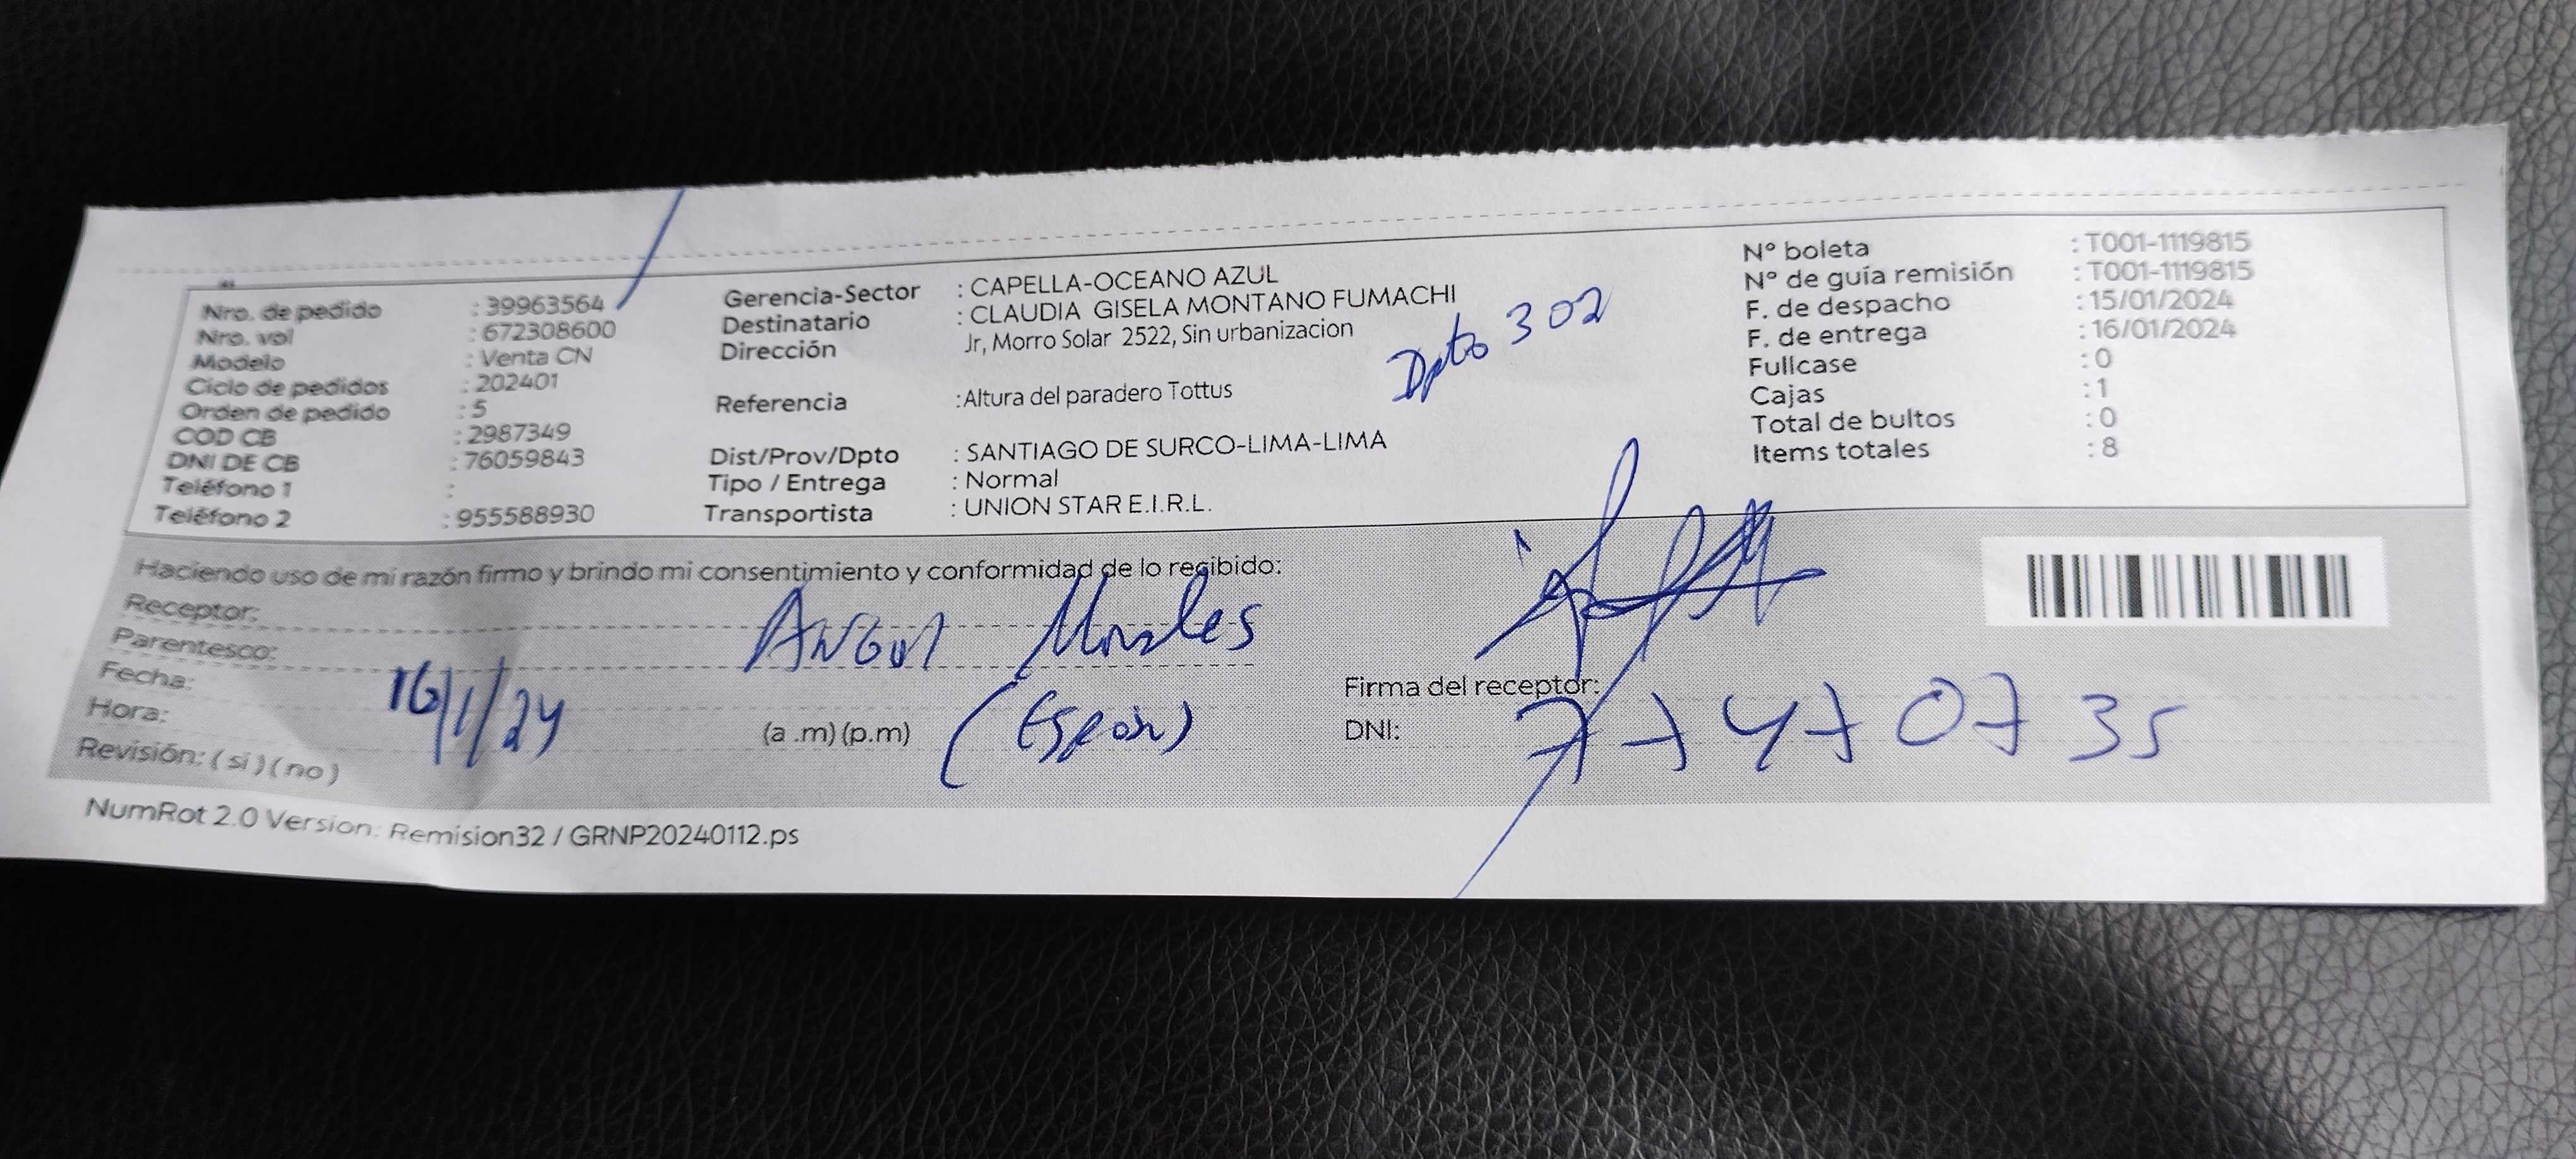 Nro. de pedido : 39963564
Nro. vol : 672308600
Modelo : Venta CN
Ciclo de pedidos : 202401
Orden de pedido : 5
COD CB : 2987349
DNI DE CB : 76059843
Teléfono 1 :
Teléfono 2 : 955588930
Gerencia-Sector : CAPELLA-OCEANO AZUL
Destinatario : CLAUDIA GISELA MONTANO FUMACHI
Dirección Jr, Morro Solar 2522, Sin urbanizacion
Dpto 302
Referencia :Altura del paradero Tottus
Dist/Prov/Dpto : SANTIAGO DE SURCO-LIMA-LIMA
Tipo / Entrega : Normal
Transportista : UNION STAR E.I.R.L.
N° boleta : T001-1119815
N° de guía remisión : T001-1119815
F. de despacho : 15/01/2024
F. de entrega : 16/01/2024
Fullcase : 0
Cajas : 1
Total de bultos : 0
Items totales : 8
Haciendo uso de mi razón firmo y brindo mi consentimiento y conformidad de lo recibido:
Receptor: Morales
Parentesco:
Fecha: 16/1/24
Hora: (a .m) (p.m)
Revisión: ( si ) ( no )
Firma del receptor:
DNI: 77470735
NumRot 2.0 Version: Remision32 / GRNP20240112.ps